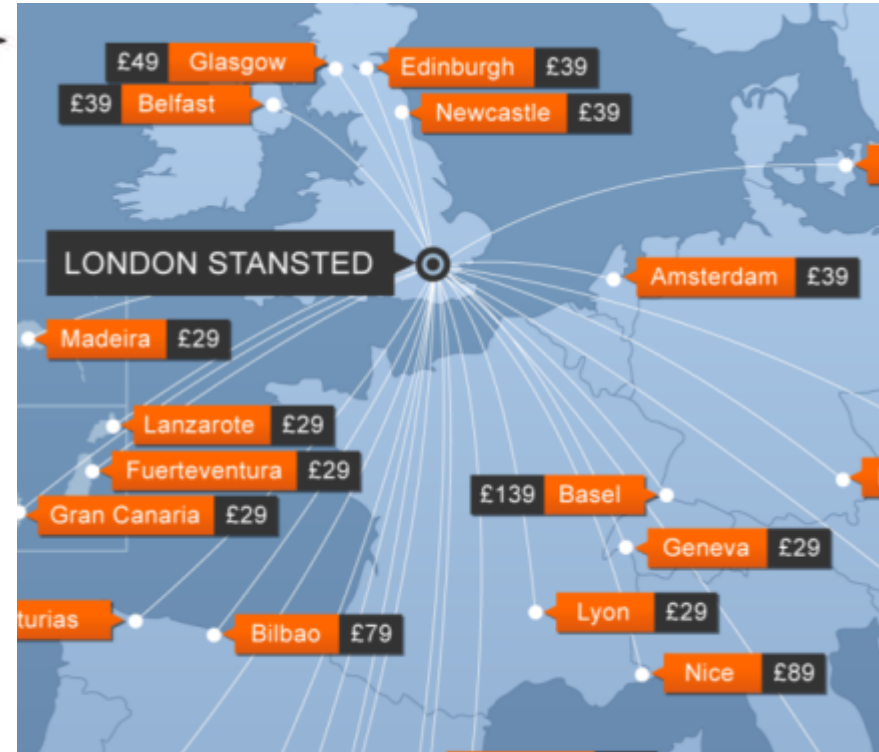 £49 Glasgow
Edinburgh £39
£39 Belfast
Newcastle £39
LONDON STANSTED
Amsterdam £39
Madeira £29
Lanzarote £29
Fuerteventura £29
£139 Basel
Gran Canaria £29
Geneva £29
Lyon £29
turias
Bilbao £79
Nice £89